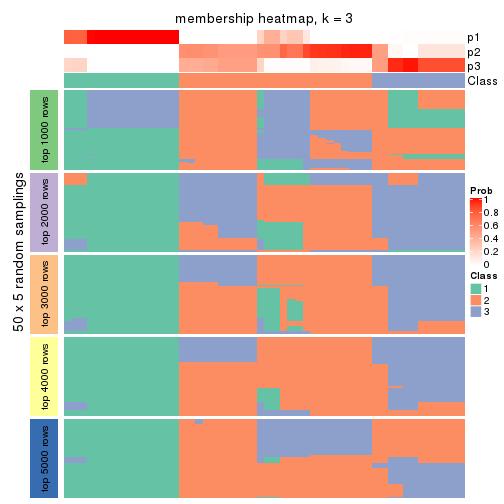 membership heatmap, k = 3
p1
p2
p3
Class
50 x 5 random samplings
top 1000 rows
top 2000 rows
top 3000 rows
top 4000 rows
top 5000 rows
Prob
1
0.8
0.6
0.4
0.2
0
Class
1
2
3